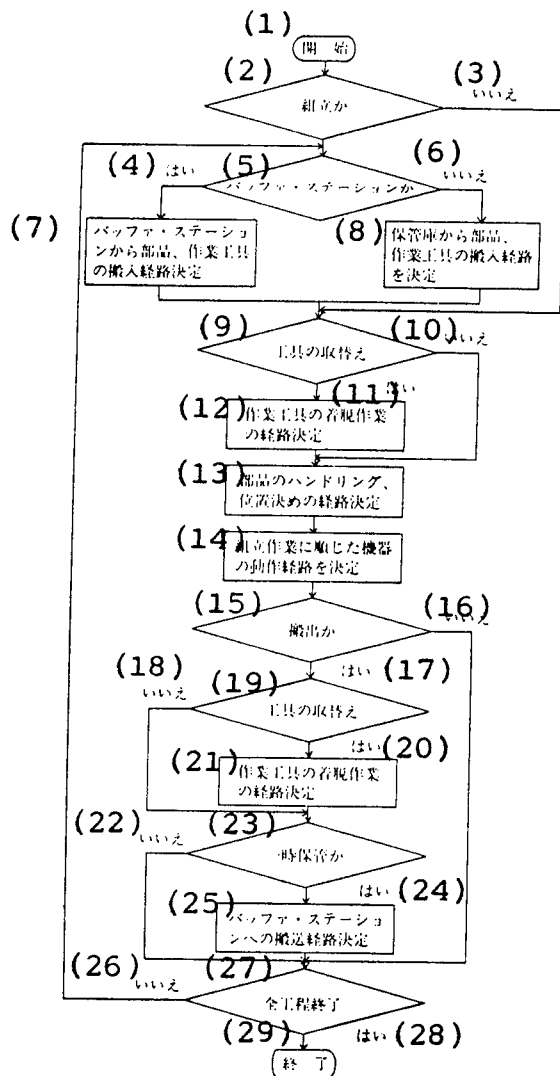 (1)
開 始
(2)
組立か
(3)
いいえ
(4) はい
(5)
バッファ・ステーションか
(6)
いいえ
(7)
バッファ・ステーショ
ンから部品、作業工具
の搬入経路決定
(8)
保管庫から部品、
作業工具の搬入経路
を決定
(9)
工具の取替え
(10)
いいえ
(11)
はい
(12)
作業工具の着脱作業
の経路決定
(13)
部品のハンドリング、
位置決めの経路決定
(14)
組立作業に順じた機器
の動作経路を決定
(15)
搬出か
(16)
いいえ
はい (17)
(18)
いいえ
(19)
工具の取替え
はい (20)
(21)
作業工具の着脱作業
の経路決定
(22)
いいえ
(23)
一時保管か
はい (24)
(25)
バッファ・ステーショ
ンへの搬送経路決定
(26)
いいえ
(27)
全工程終了
はい (28)
(29)
終 了